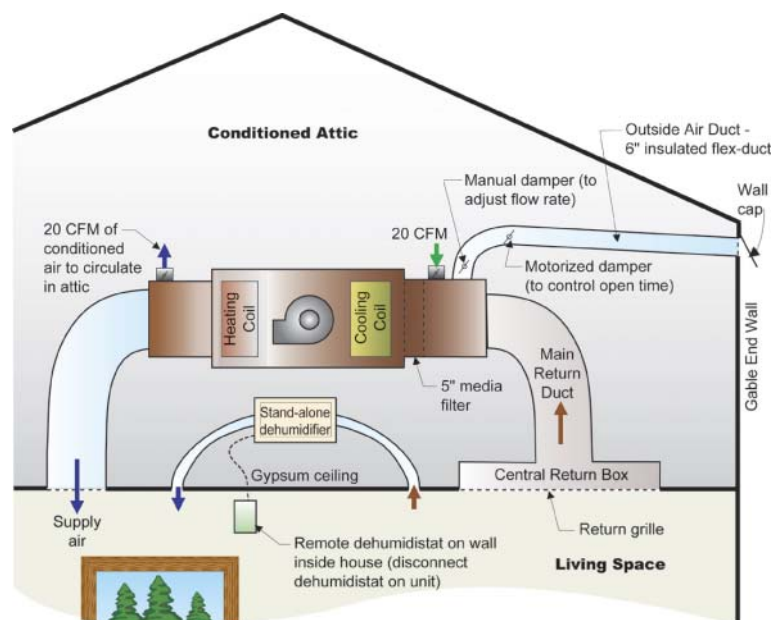 Conditioned Attic
Outside Air Duct -
6" insulated flex-duct
Manual damper (to
adjust flow rate)
Wall
cap
20 CFM of
conditioned
air to circulate
in attic
20 CFM
Motorized damper
(to control open time)
Heating
Coil
Cooling
Coil
Gable End Wall
Main
Return
Duct
5" media
filter
Stand-alone
dehumidifier
Gypsum ceiling
Central Return Box
Supply
air
Return grille
Remote dehumidistat on wall
inside house (disconnect
dehumidistat on unit)
Living Space